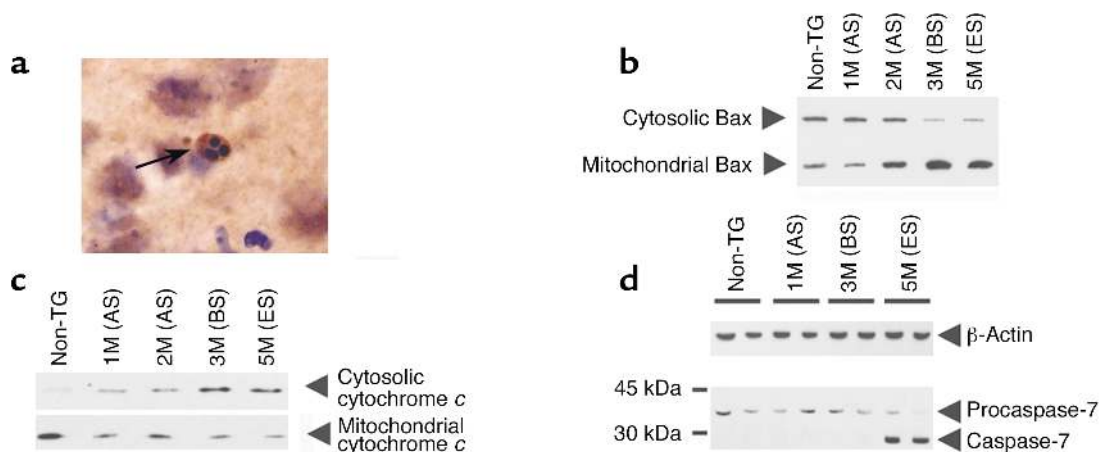 a
b
Non-TG
1M (AS)
2M (AS)
3M (BS)
5M (ES)
Cytosolic Bax
Mitochondrial Bax
c
Non-TG
1M (AS)
2M (AS)
3M (BS)
5M (ES)
Cytosolic
cytochrome c
Mitochondrial
cytochrome c
d
Non-TG
1M (AS)
3M (BS)
5M (ES)
β-Actin
45 kDa
Procaspase-7
30 kDa
Caspase-7